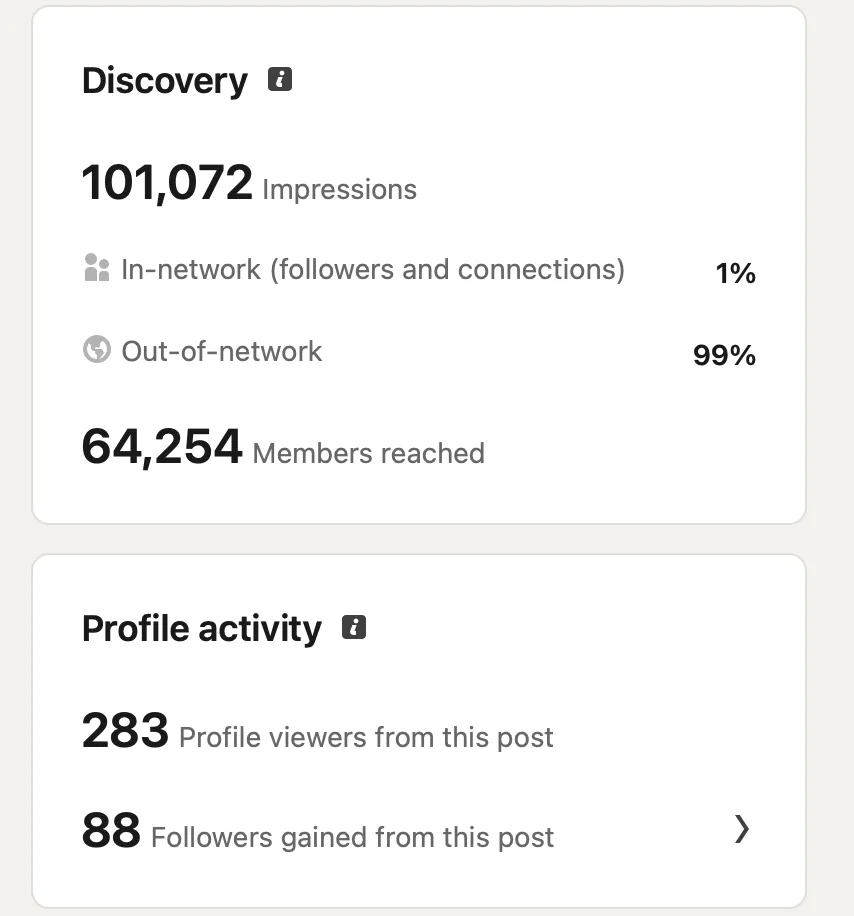 Discovery
101,072 Impressions
In-network (followers and connections) 1%
Out-of-network 99%
64,254 Members reached
Profile activity
283 Profile viewers from this post
88 Followers gained from this post